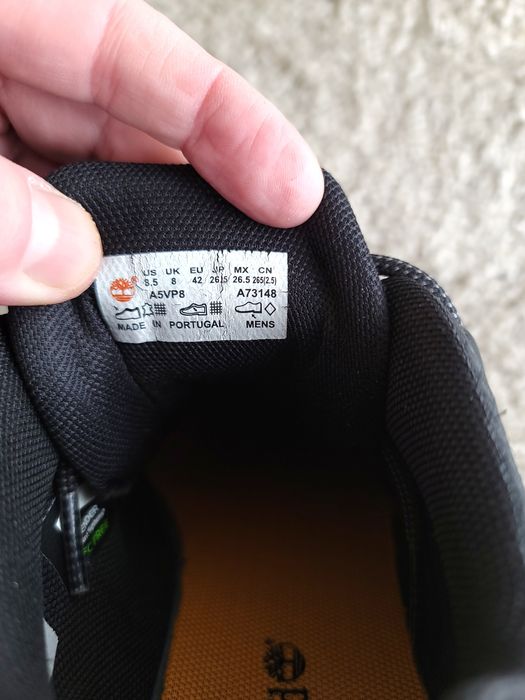 US UK EU JP MX CN
8,5 8 42 26.5 26.5 265(2.5)
A5VP8 A73148
MADE IN PORTUGAL MENS